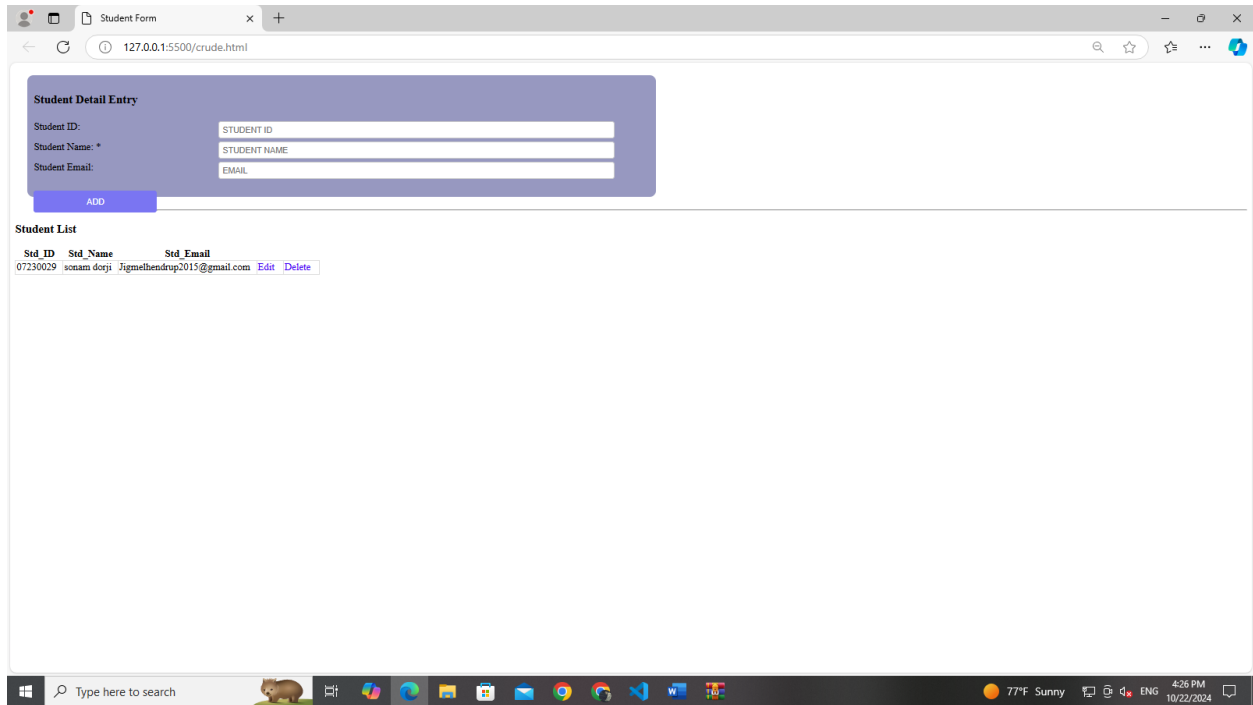 Student Form
127.0.0.1:5500/crude.html
Student Detail Entry
Student ID:
STUDENT ID
Student Name: *
STUDENT NAME
Student Email:
EMAIL
ADD
Student List
Std_ID Std_Name Std_Email
07230029 sonam dorji Jigmelhendrup2015@gmail.com Edit Delete
Type here to search
77°F Sunny
ENG
4:26 PM
10/22/2024